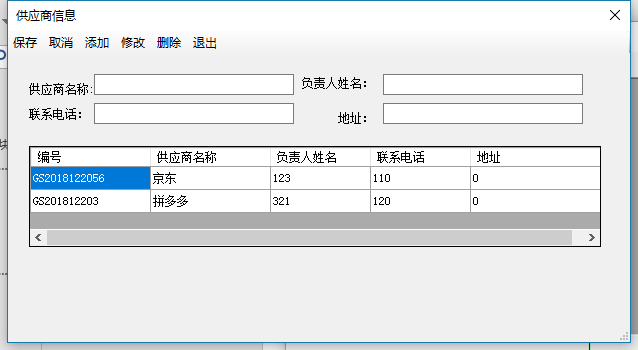 供应商信息
保存 取消 添加 修改 删除 退出
供应商名称: 负责人姓名:
联系电话: 地址:
编号 供应商名称 负责人姓名 联系电话 地址
GS2018122056 京东 123 110 0
GS201812203 拼多多 321 120 0